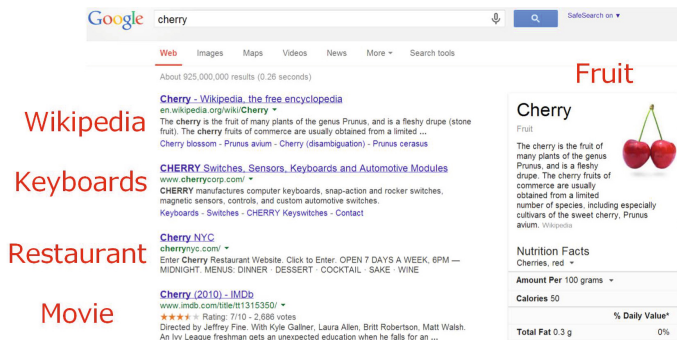 Google cherry SafeSearch on ▼
Web Images Maps Videos News More ▾ Search tools
About 925,000,000 results (0.26 seconds)
Fruit
Wikipedia
Cherry - Wikipedia, the free encyclopedia
en.wikipedia.org/wiki/Cherry ▾
The cherry is the fruit of many plants of the genus Prunus, and is a fleshy drupe (stone
fruit). The cherry fruits of commerce are usually obtained from a limited ...
Cherry blossom - Prunus avium - Cherry (disambiguation) - Prunus cerasus
Keyboards
CHERRY Switches, Sensors, Keyboards and Automotive Modules
www.cherrycorp.com/ ▾
CHERRY manufactures computer keyboards, snap-action and rocker switches,
magnetic sensors, controls, and custom automotive switches.
Keyboards - Switches - CHERRY Keyswitches - Contact
Restaurant
Cherry NYC
cherrynyc.com/ ▾
Enter Cherry Restaurant Website. Click to Enter. OPEN 7 DAYS A WEEK, 6PM —
MIDNIGHT. MENUS: DINNER · DESSERT · COCKTAIL · SAKE · WINE
Movie
Cherry (2010) - IMDb
www.imdb.com/title/tt1315350/ ▾
★★★★★ Rating: 7/10 - 2,686 votes
Directed by Jeffrey Fine. With Kyle Gallner, Laura Allen, Britt Robertson, Matt Walsh.
An Ivy League freshman gets an unexpected education when he falls for an ...
Cherry
Fruit
The cherry is the fruit of
many plants of the genus
Prunus, and is a fleshy
drupe. The cherry fruits of
commerce are usually
obtained from a limited
number of species, including especially
cultivars of the sweet cherry, Prunus
avium. Wikipedia
Nutrition Facts
Cherries, red ▾
Amount Per 100 grams ▾
Calories 50
% Daily Value*
Total Fat 0.3 g 0%